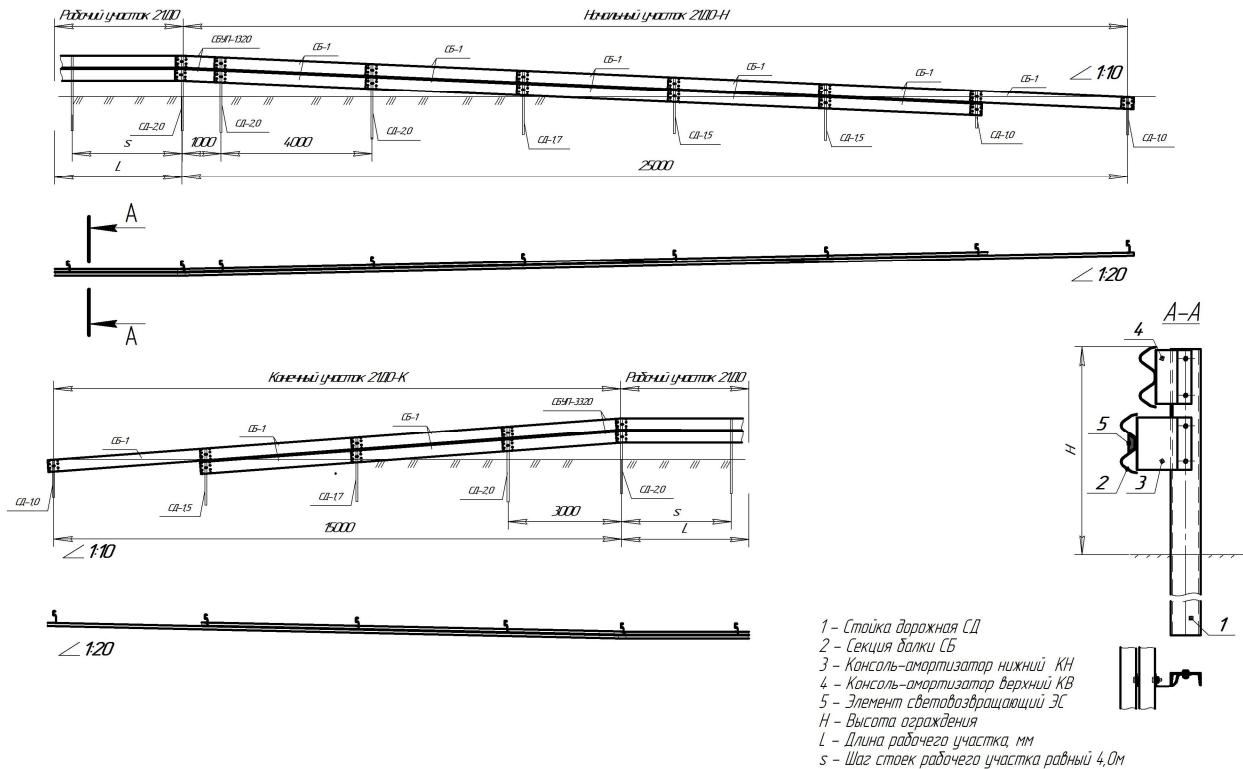 Рабочий участок 21ДО
Начальный участок 21ДО-Н
СБУП-1320
СБ-1
СБ-1
СБ-1
СБ-1
СБ-1
СБ-1
1:10
СД-2,0
СД-2,0
СД-2,0
СД-1,7
СД-1,5
СД-1,5
СД-1,0
СД-1,0
s
1000
4000
L
25000
А
А
1:20
Конечный участок 21ДО-К
Рабочий участок 21ДО
СБ-1
СБ-1
СБ-1
СБУП-3320
СД-1,0
СД-1,5
СД-1,7
СД-2,0
СД-2,0
3000
s
15000
L
1:10
1:20
А-А
4
5
H
2
3
1
1 - Стойка дорожная СД
2 - Секция балки СБ
3 - Консоль-амортизатор нижний КН
4 - Консоль-амортизатор верхний КВ
5 - Элемент световозвращающий ЭС
H - Высота ограждения
L - Длина рабочего участка, мм
s - Шаг стоек рабочего участка равный 4,0м